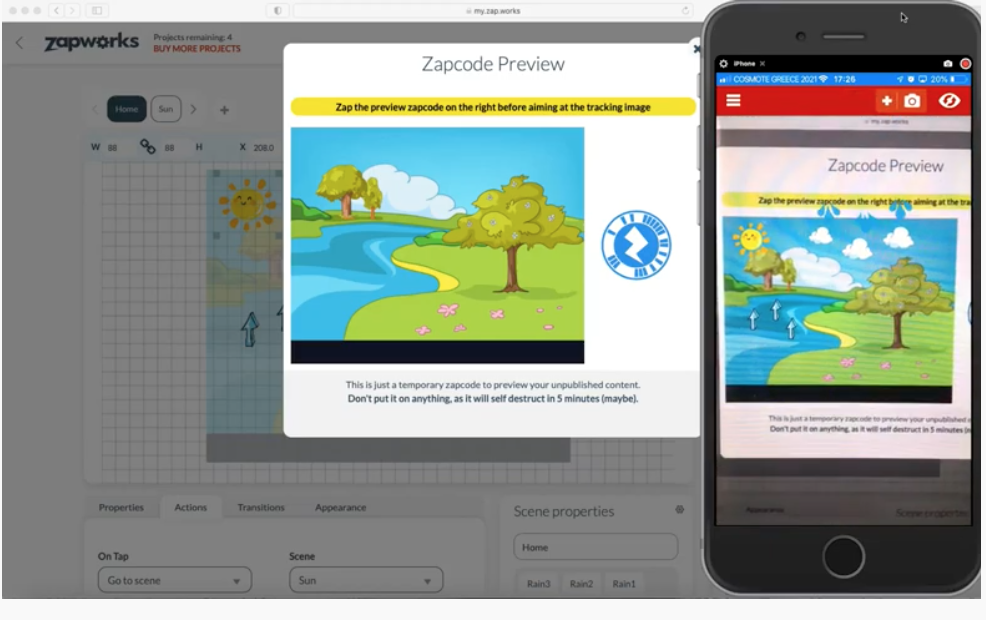 my.zap.works
zapworks
Projects remaining: 4
BUY MORE PROJECTS
Home
Sun
W 88
88 H
X 208.0
Zapcode Preview
Zap the preview zapcode on the right before aiming at the tracking image
This is just a temporary zapcode to preview your unpublished content.
Don't put it on anything, as it will self destruct in 5 minutes (maybe).
Properties
Actions
Transitions
Appearance
On Tap
Scene
Go to scene
Sun
Scene properties
Home
Rain3
Rain2
Rain1
iPhone
COSMOTE GREECE 2021
17:26
20%
my.zap.works
Zapcode Preview
Zap the preview zapcode on the right before aiming at the tra
This is just a temporary zapcode to preview your unpublished
Don't put it on anything, as it will self destruct in 5 minutes
Appearance
Scene properties